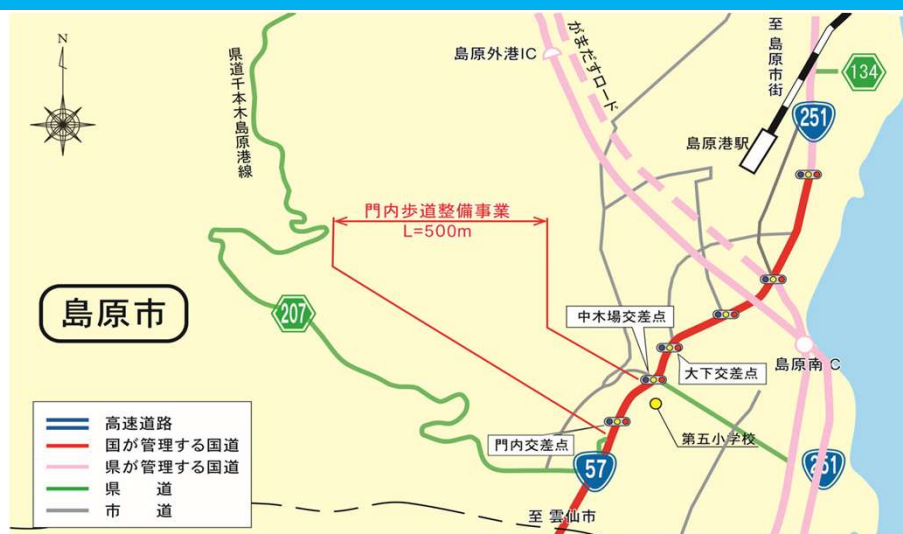 N
県道千本木島原港線
島原外港IC
がまだすロード
至 島原市街
134
251
島原港駅
門内歩道整備事業
L=500m
島原市
207
中木場交差点
大下交差点
島原南 C
第五小学校
門内交差点
57
251
至 雲仙市
高速道路
国が管理する国道
県が管理する国道
県 道
市 道